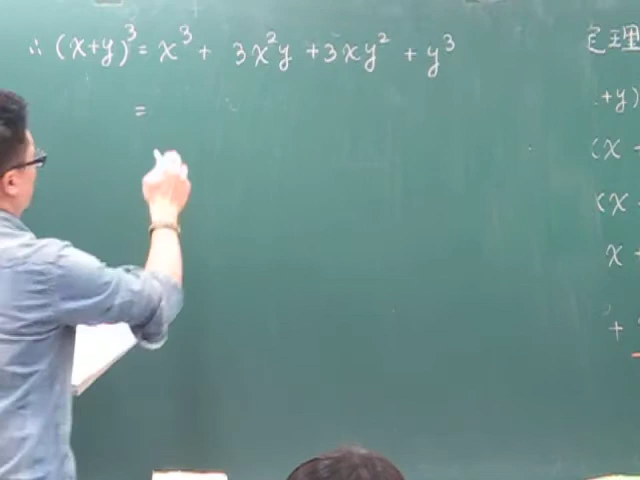 ∴ (x+y)³ = x³ + 3x²y + 3xy² + y³
=
定理
+y)
(x
(x
x
+